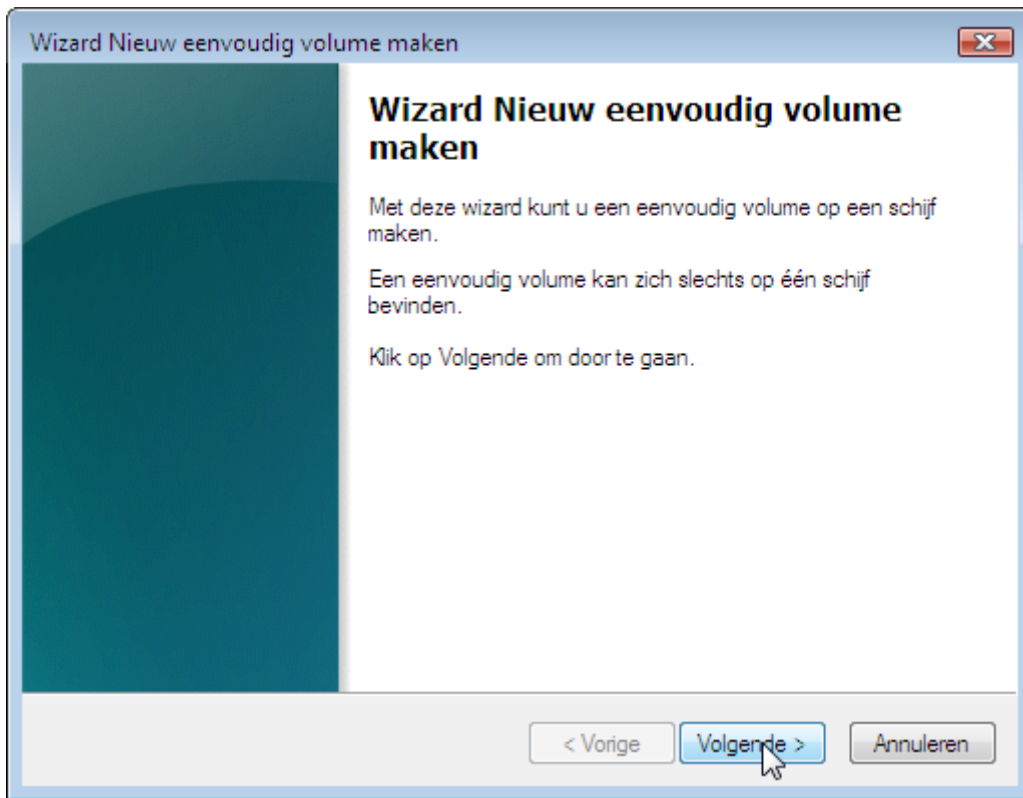 Wizard Nieuw eenvoudig volume maken
Wizard Nieuw eenvoudig volume
maken
Met deze wizard kunt u een eenvoudig volume op een schijf
maken.
Een eenvoudig volume kan zich slechts op één schijf
bevinden.
Klik op Volgende om door te gaan.
< Vorige
Volgende >
Annuleren